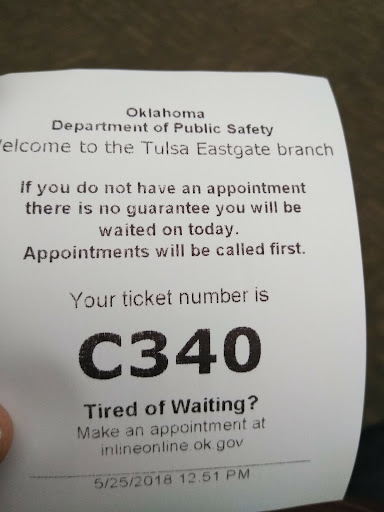 Oklahoma
Department of Public Safety
elcome to the Tulsa Eastgate branch
If you do not have an appointment
there is no guarantee you will be
waited on today.
Appointments will be called first.
Your ticket number is
C340
Tired of Waiting?
Make an appointment at
inlineonline.ok.gov
5/25/2018 12:51 PM